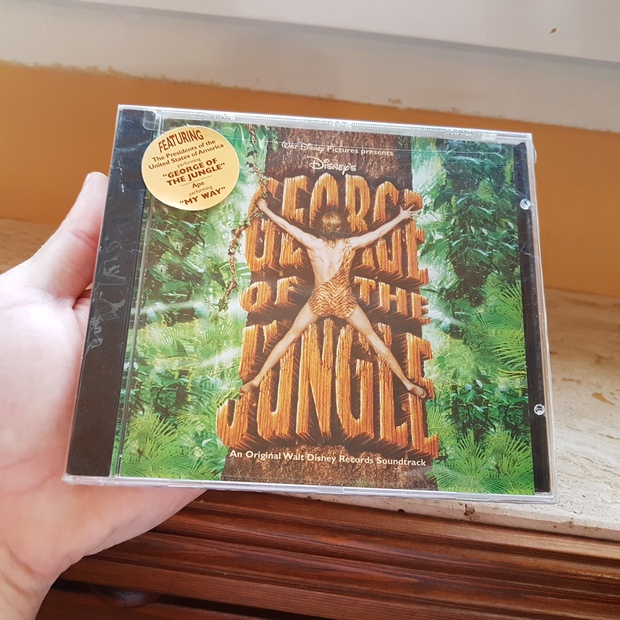 FEATURING
The Presidents of the
United States of America
performing
"GEORGE OF
THE JUNGLE"
Ape
performing
"MY WAY"
Walt Disney Pictures presents
DISNEY'S
GEORGE
OF THE
JUNGLE
An Original Walt Disney Records Soundtrack